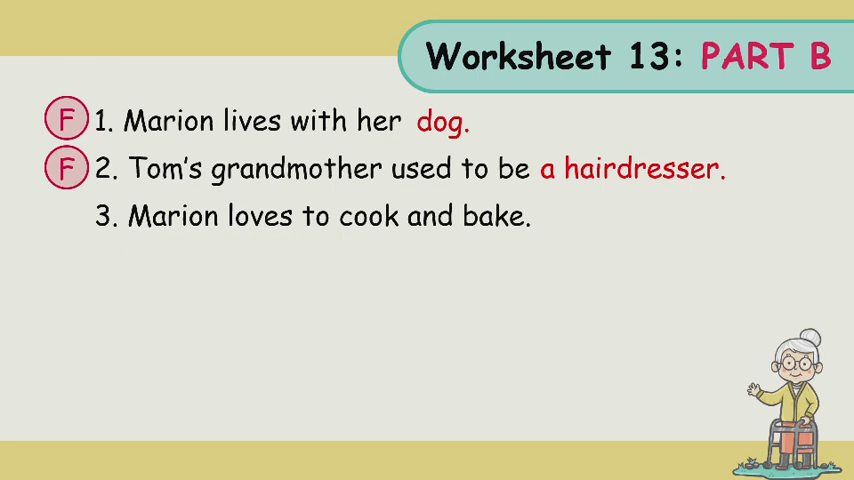 Worksheet 13: PART B
F 1. Marion lives with her dog.
F 2. Tom's grandmother used to be a hairdresser.
3. Marion loves to cook and bake.